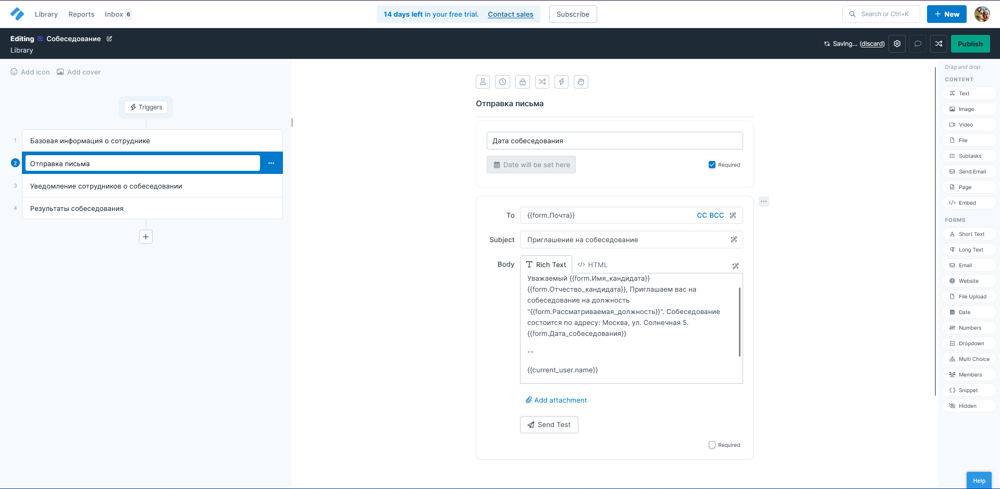 Library Reports Inbox 6 14 days left in your free trial. Contact sales Subscribe Search or Ctrl+K + New
Editing Собеседование Saving... (discard) Publish
Library
Add icon Add cover
Triggers
1 Базовая информация о сотруднике
2 Отправка письма ...
3 Уведомление сотрудников о собеседовании
4 Результаты собеседования
+
Отправка письма
Дата собеседования
Date will be set here Required
...
To {{form.Почта}} CC BCC
Subject Приглашение на собеседование
Body Rich Text </> HTML
Уважаемый {{form.Имя_кандидата}}
{{form.Отчество_кандидата}}, Приглашаем вас на
собеседование на должность
"{{form.Рассматриваемая_должность}}". Собеседование
состоится по адресу: Москва, ул. Солнечная 5.
{{form.Дата_собеседования}}
--
{{current_user.name}}
Add attachment
Send Test
Required
Drag and drop
CONTENT
Text
Image
Video
File
Subtasks
Send Email
Page
Embed
FORMS
Short Text
Long Text
Email
Website
File Upload
Date
Numbers
Dropdown
Multi Choice
Members
Snippet
Hidden
Help